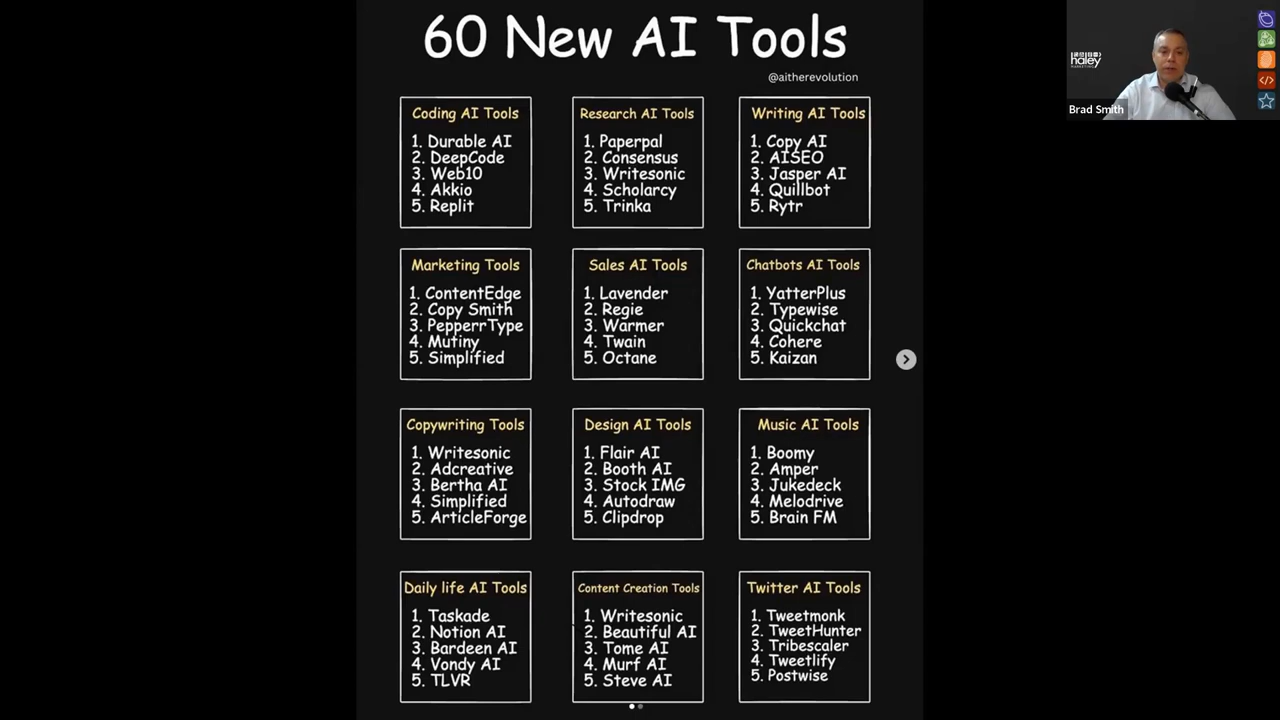 60 New AI Tools
@aitherevolution
Coding AI Tools
1. Durable AI
2. DeepCode
3. Web10
4. Akkio
5. Replit
Research AI Tools
1. Paperpal
2. Consensus
3. Writesonic
4. Scholarcy
5. Trinka
Writing AI Tools
1. Copy AI
2. AISEO
3. Jasper AI
4. Quillbot
5. Rytr
Marketing Tools
1. ContentEdge
2. Copy Smith
3. PepperrType
4. Mutiny
5. Simplified
Sales AI Tools
1. Lavender
2. Regie
3. Warmer
4. Twain
5. Octane
Chatbots AI Tools
1. YatterPlus
2. Typewise
3. Quickchat
4. Cohere
5. Kaizan
Copywriting Tools
1. Writesonic
2. Adcreative
3. Bertha AI
4. Simplified
5. ArticleForge
Design AI Tools
1. Flair AI
2. Booth AI
3. Stock IMG
4. Autodraw
5. Clipdrop
Music AI Tools
1. Boomy
2. Amper
3. Jukedeck
4. Melodrive
5. Brain FM
Daily life AI Tools
1. Taskade
2. Notion AI
3. Bardeen AI
4. Vondy AI
5. TLVR
Content Creation Tools
1. Writesonic
2. Beautiful AI
3. Tome AI
4. Murf AI
5. Steve AI
Twitter AI Tools
1. Tweetmonk
2. TweetHunter
3. Tribescaler
4. Tweetlify
5. Postwise
haley
MARKETING
Brad Smith